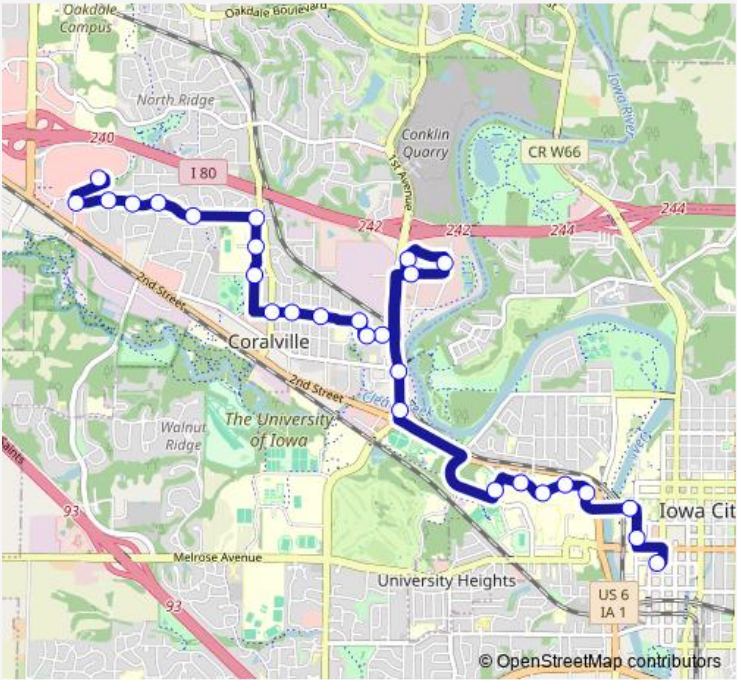 Oakdale
Campus
Oakdale Boulevard
North Ridge
Iowa River
Conklin
Quarry
240
CR W66
I 80
1st Avenue
244
242
242
244
2nd Street
Coralville
2nd Street
The University
of Iowa
Walnut
Ridge
93
Iowa Cit
Melrose Avenue
University Heights
93
US 6
IA 1
© OpenStreetMap contributors